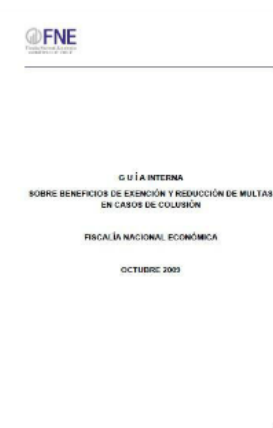 FNE
GUÍA INTERNA
SOBRE BENEFICIOS DE EXENCIÓN Y REDUCCIÓN DE MULTAS
EN CASOS DE COLUSIÓN
FISCALÍA NACIONAL ECONÓMICA
OCTUBRE 2009